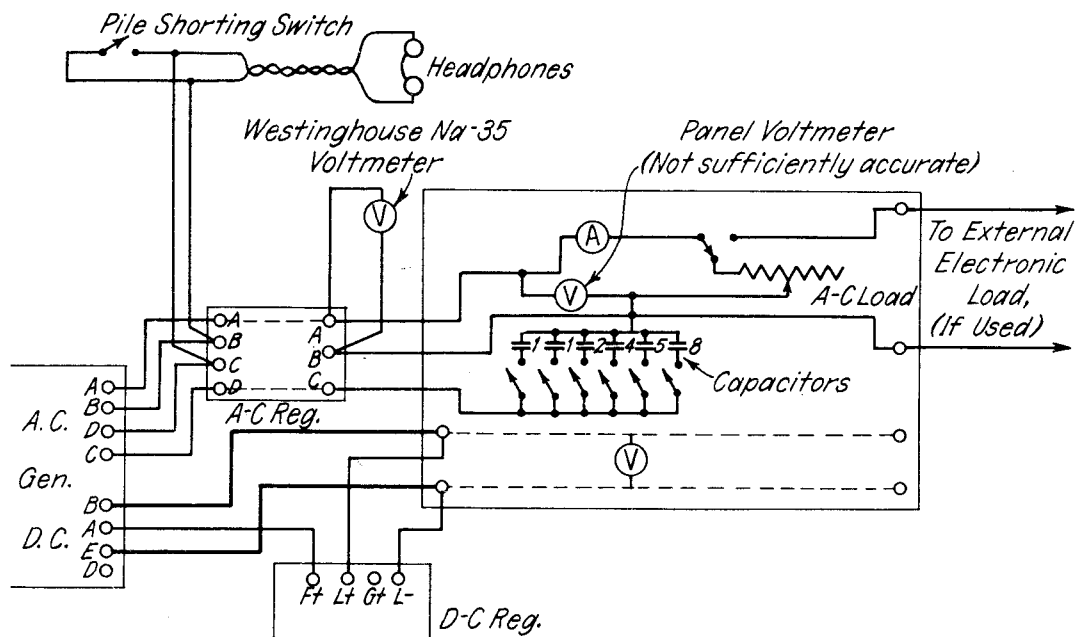 Pile Shorting Switch
Headphones
Westinghouse Na-35
Voltmeter
Panel Voltmeter
(Not sufficiently accurate)
V
A
V
To External
Electronic
Load,
(If Used)
A-C Load
A
A
B
B
C
C
D
A-C Reg.
1
1
2
4
5
8
Capacitors
A
B
D
C
A.C.
Gen.
D.C.
B
A
E
D
V
F+
L+
G+
L-
D-C Reg.